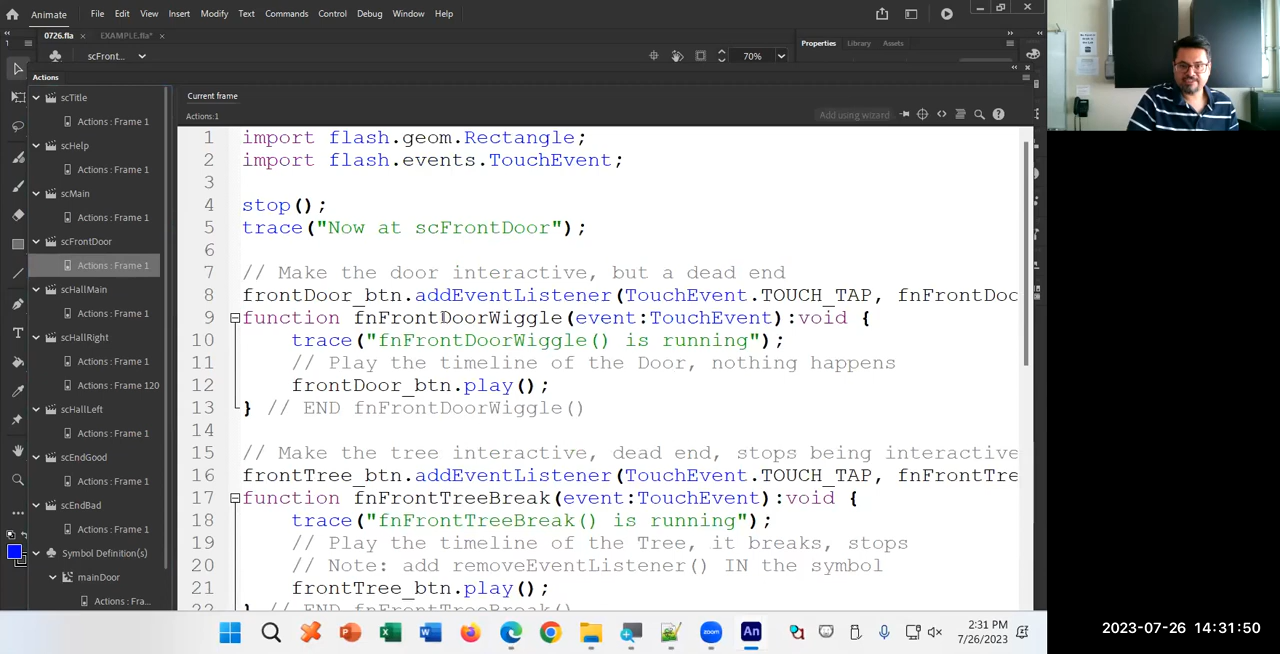 Animate File Edit View Insert Modify Text Commands Control Debug Window Help
0726.fla × EXAMPLE.fla* ×
scFront... 70% Properties Library Assets
Actions
Current frame
Actions:1 Add using wizard
scTitle
Actions : Frame 1
scHelp
Actions : Frame 1
scMain
Actions : Frame 1
scFrontDoor
Actions : Frame 1
scHallMain
Actions : Frame 1
scHallRight
Actions : Frame 1
Actions : Frame 120
scHallLeft
Actions : Frame 1
scEndGood
Actions : Frame 1
scEndBad
Actions : Frame 1
Symbol Definition(s)
mainDoor
Actions : Fra...
1 import flash.geom.Rectangle;
2 import flash.events.TouchEvent;
3
4 stop();
5 trace("Now at scFrontDoor");
6
7 // Make the door interactive, but a dead end
8 frontDoor_btn.addEventListener(TouchEvent.TOUCH_TAP, fnFrontDoo
9 function fnFrontDoorWiggle(event:TouchEvent):void {
10 trace("fnFrontDoorWiggle() is running");
11 // Play the timeline of the Door, nothing happens
12 frontDoor_btn.play();
13 } // END fnFrontDoorWiggle()
14
15 // Make the tree interactive, dead end, stops being interactive
16 frontTree_btn.addEventListener(TouchEvent.TOUCH_TAP, fnFrontTre
17 function fnFrontTreeBreak(event:TouchEvent):void {
18 trace("fnFrontTreeBreak() is running");
19 // Play the timeline of the Tree, it breaks, stops
20 // Note: add removeEventListener() IN the symbol
21 frontTree_btn.play();
22 } // END fnFrontTreeBreak()
zoom An
2:31 PM
7/26/2023
2023-07-26 14:31:50